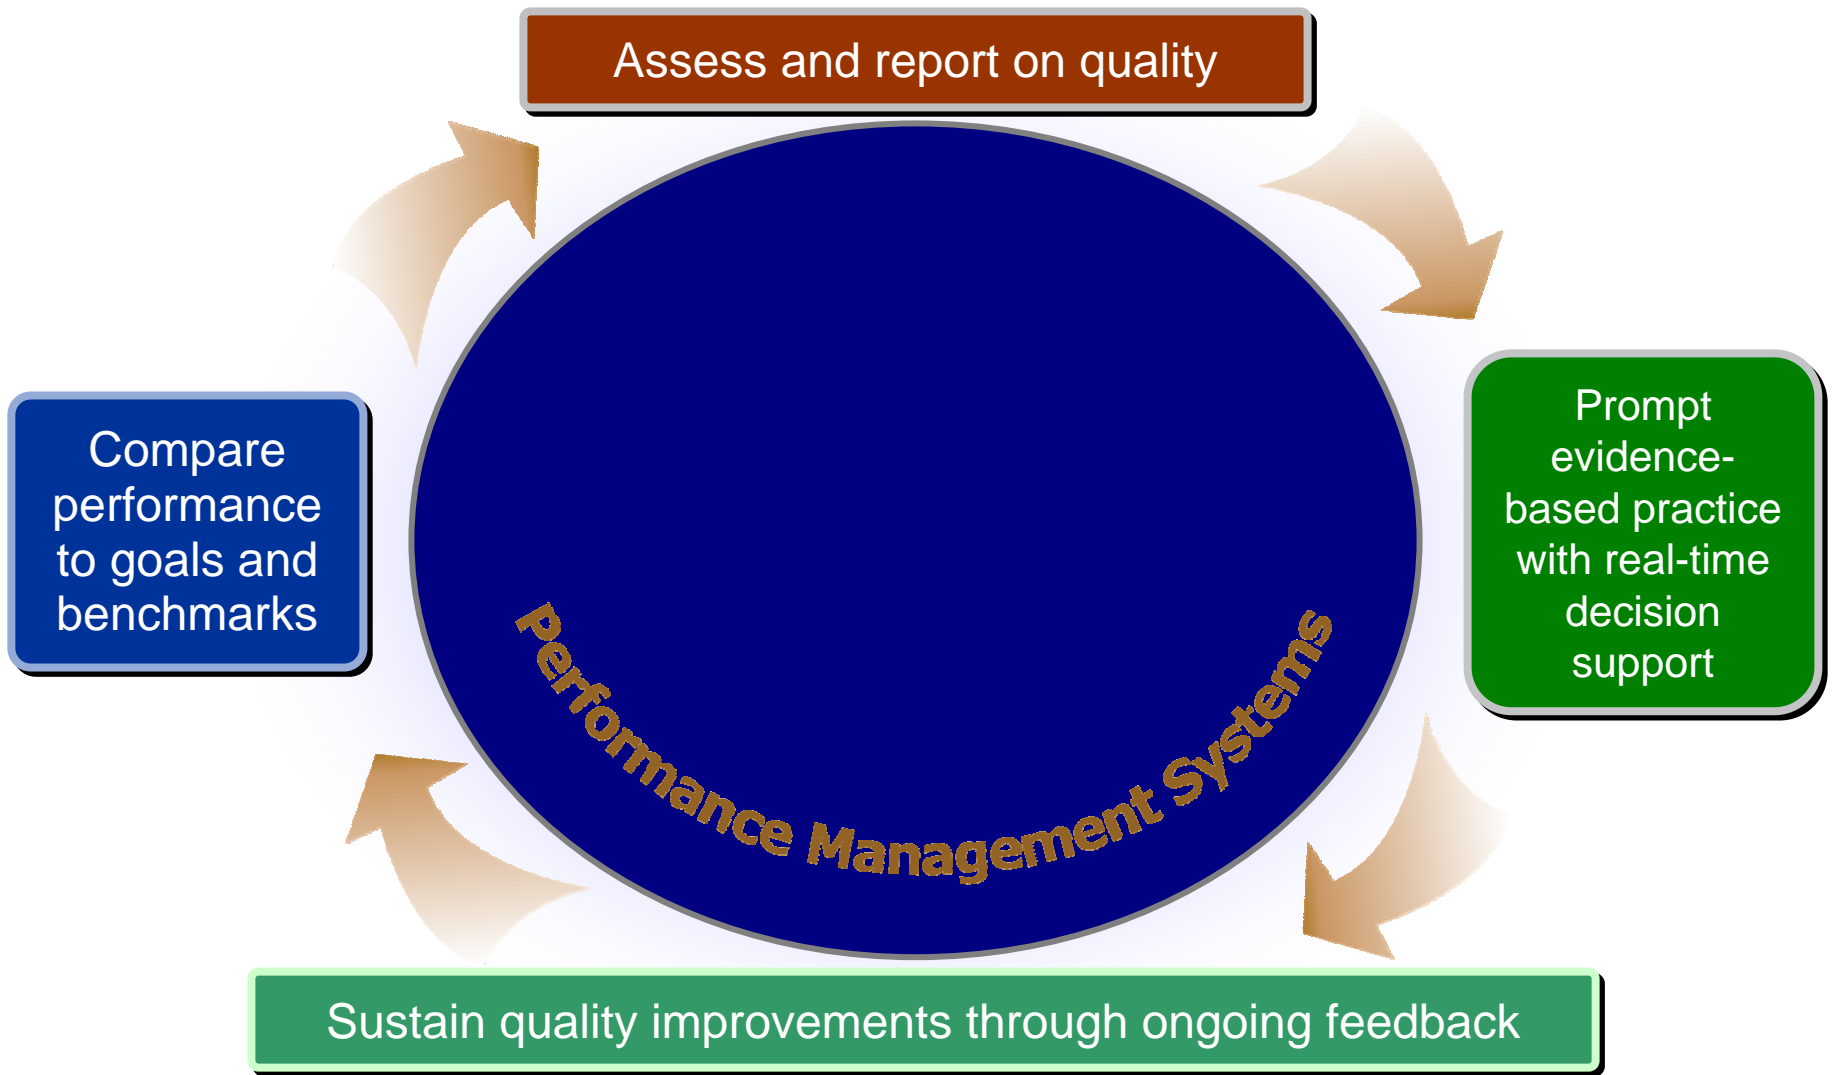 Assess and report on quality
Prompt
evidence-
based practice
with real-time
decision
support
Compare
performance
to goals and
benchmarks
Performance Management Systems
Sustain quality improvements through ongoing feedback